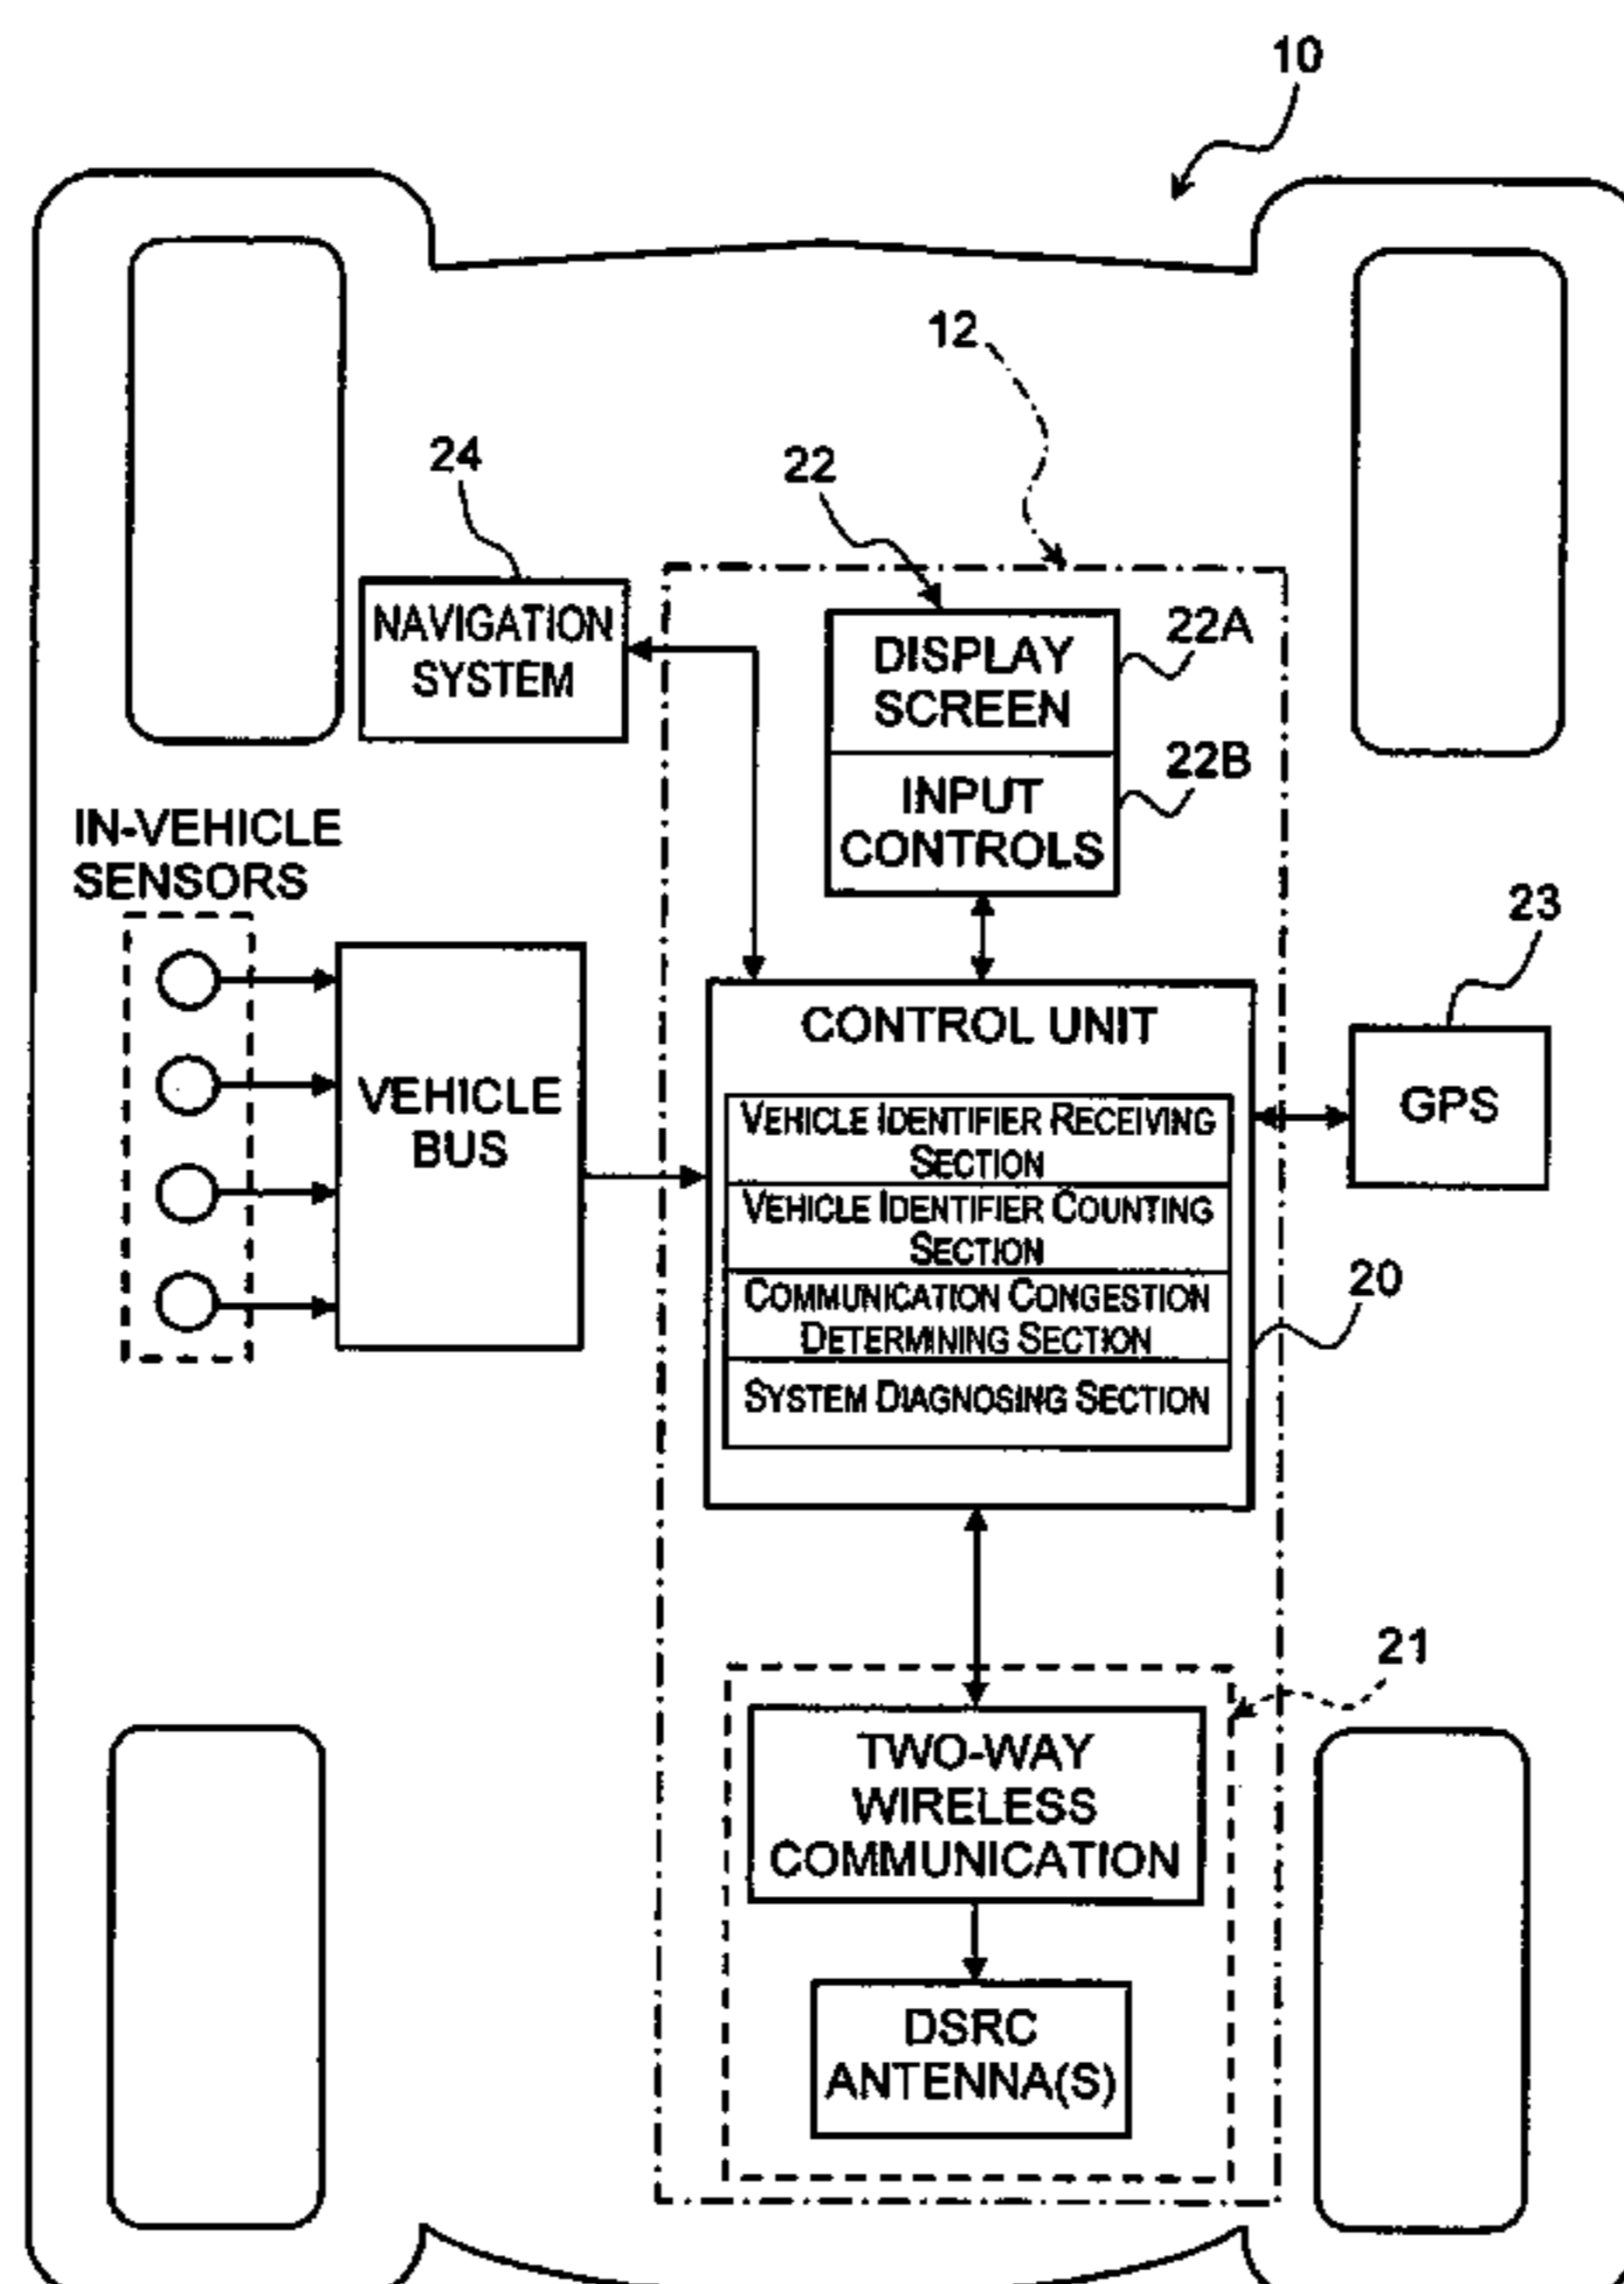 10
12
24
22
NAVIGATION
SYSTEM
DISPLAY
SCREEN
22A
INPUT
CONTROLS
22B
IN-VEHICLE
SENSORS
VEHICLE
BUS
CONTROL UNIT
VEHICLE IDENTIFIER RECEIVING
SECTION
VEHICLE IDENTIFIER COUNTING
SECTION
COMMUNICATION CONGESTION
DETERMINING SECTION
SYSTEM DIAGNOSING SECTION
23
GPS
20
21
TWO-WAY
WIRELESS
COMMUNICATION
DSRC
ANTENNA(S)